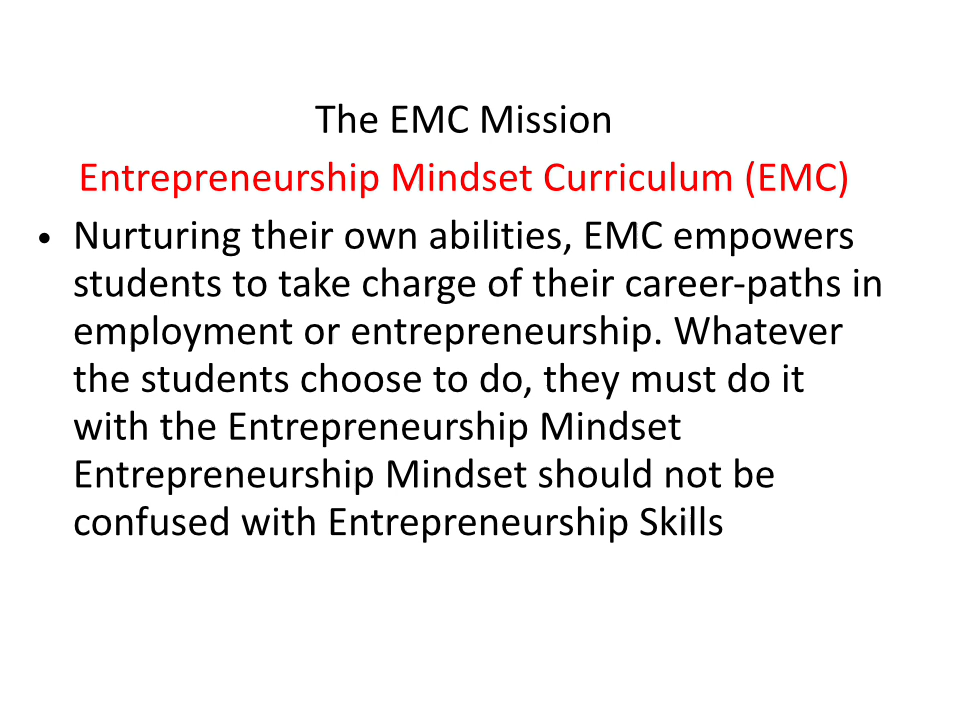 The EMC Mission
Entrepreneurship Mindset Curriculum (EMC)
• Nurturing their own abilities, EMC empowers
students to take charge of their career-paths in
employment or entrepreneurship. Whatever
the students choose to do, they must do it
with the Entrepreneurship Mindset
Entrepreneurship Mindset should not be
confused with Entrepreneurship Skills